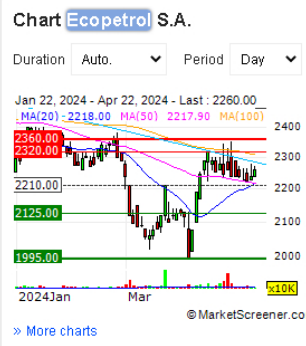 Chart Ecopetrol S.A.
Duration Auto. Period Day
Jan 22, 2024 - Apr 22, 2024 - Last : 2260.00
MA(20) - 2218.00 MA(50) - 2217.90 MA(100)
2400
2360.00
2320.00
2300
2210.00
2200
2125.00
2100
2000
1995.00
x10K
2024Jan Mar
© MarketScreener.co
» More charts